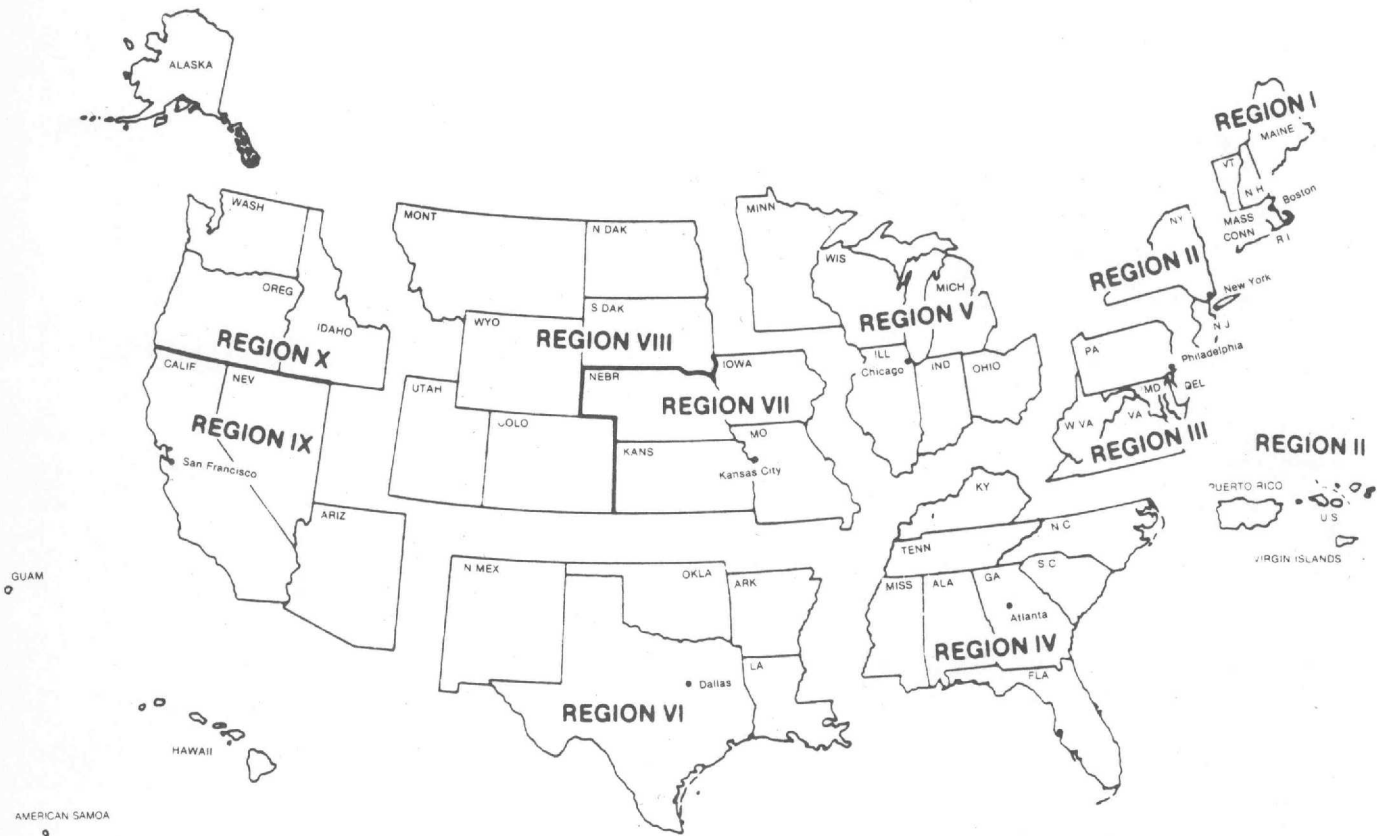 ALASKA
REGION I
MAINE
VT
N H
Boston
MASS
CONN
R I
WASH
MONT
N DAK
MINN
NY
WIS
REGION II
MICH
New York
OREG
S DAK
IDAHO
WYO
REGION V
N J
REGION X
REGION VIII
PA
Philadelphia
CALIF
NEV
NEBR
IOWA
ILL
Chicago
IND
OHIO
MD
DEL
UTAH
REGION VII
W VA
VA
REGION IX
COLO
REGION III
REGION II
San Francisco
KANS
MO
Kansas City
KY
PUERTO RICO
U S
VIRGIN ISLANDS
ARIZ
N C
TENN
S C
GUAM
N MEX
OKLA
ARK
MISS
ALA
GA
Atlanta
REGION IV
LA
FLA
Dallas
REGION VI
HAWAII
AMERICAN SAMOA